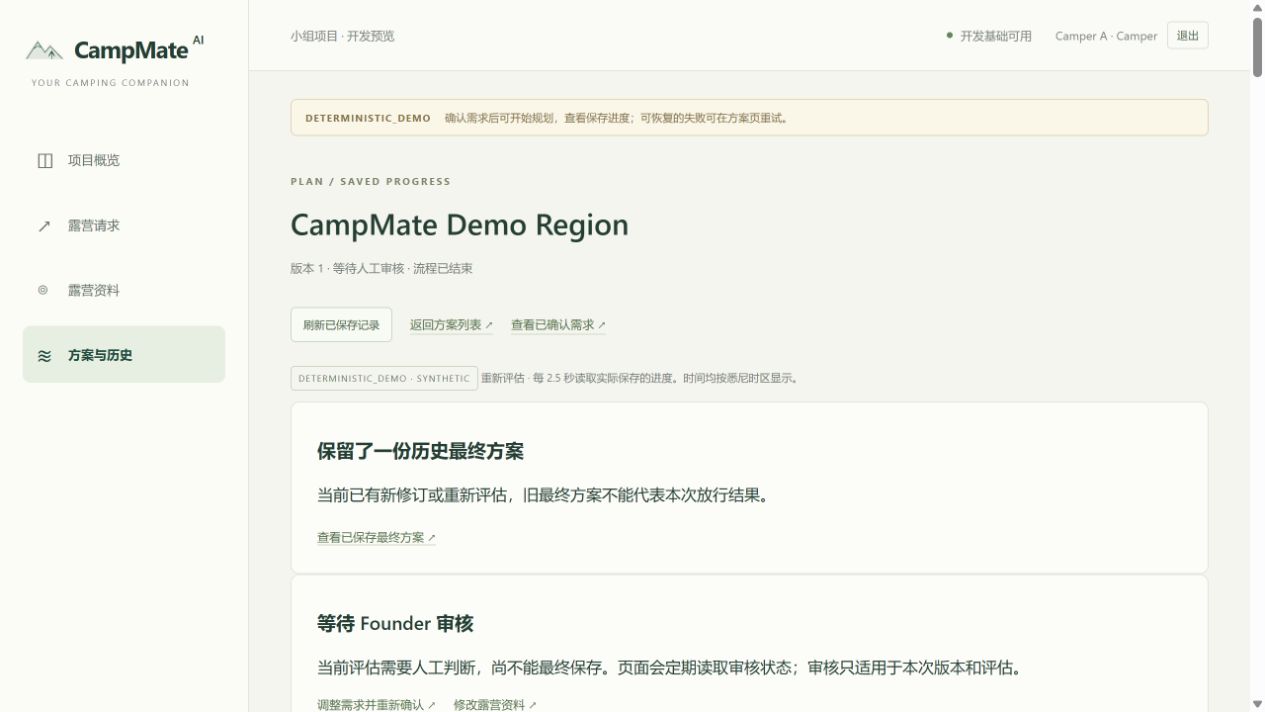 CampMate AI
YOUR CAMPING COMPANION
项目概览
露营请求
露营资料
方案与历史
小组项目 · 开发预览
开发基础可用
Camper A · Camper
退出
DETERMINISTIC_DEMO 确认需求后可开始规划，查看保存进度；可恢复的失败可在方案页重试。
PLAN / SAVED PROGRESS
CampMate Demo Region
版本 1 · 等待人工审核 · 流程已结束
刷新已保存记录 返回方案列表 ↗ 查看已确认需求 ↗
DETERMINISTIC_DEMO · SYNTHETIC 重新评估 · 每 2.5 秒读取实际保存的进度。时间均按悉尼时区显示。
保留了一份历史最终方案
当前已有新修订或重新评估，旧最终方案不能代表本次放行结果。
查看已保存最终方案 ↗
等待 Founder 审核
当前评估需要人工判断，尚不能最终保存。页面会定期读取审核状态；审核只适用于本次版本和评估。
调整需求并重新确认 ↗ 修改露营资料 ↗